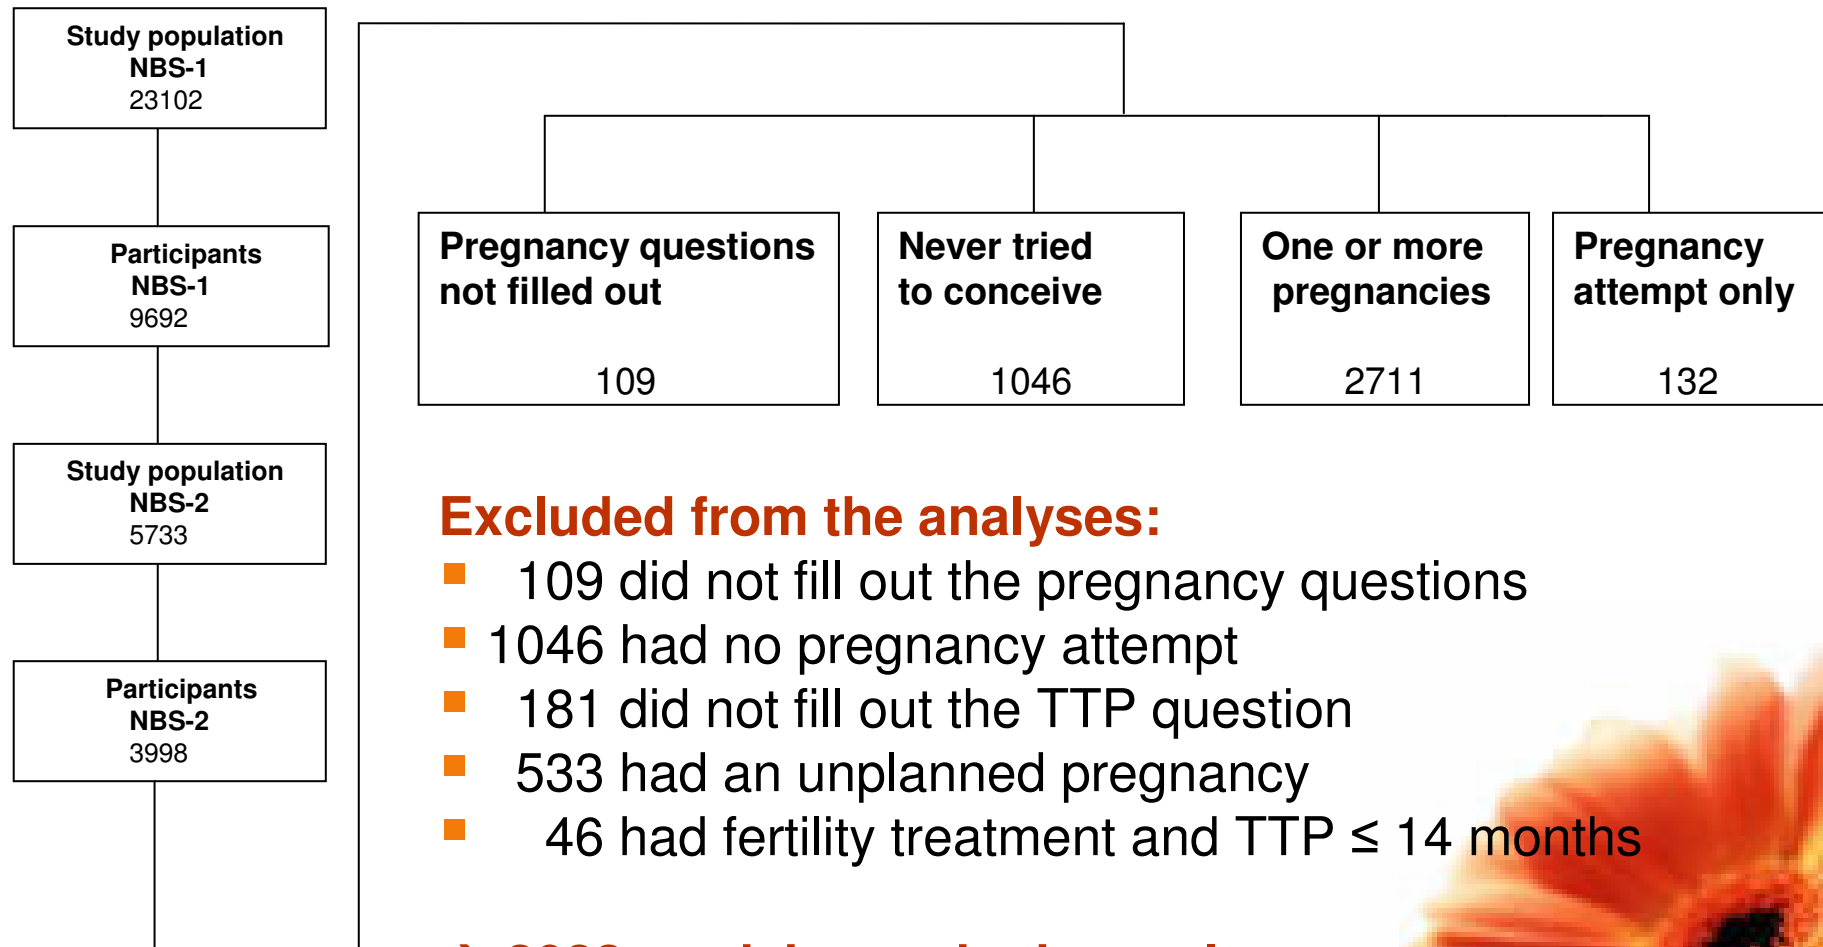 Study population
NBS-1
23102
Participants
NBS-1
9692
Study population
NBS-2
5733
Participants
NBS-2
3998
Pregnancy questions
not filled out
109
Never tried
to conceive
1046
One or more
pregnancies
2711
Pregnancy
attempt only
132
Excluded from the analyses:
109 did not fill out the pregnancy questions
1046 had no pregnancy attempt
181 did not fill out the TTP question
533 had an unplanned pregnancy
46 had fertility treatment and TTP ≤ 14 months